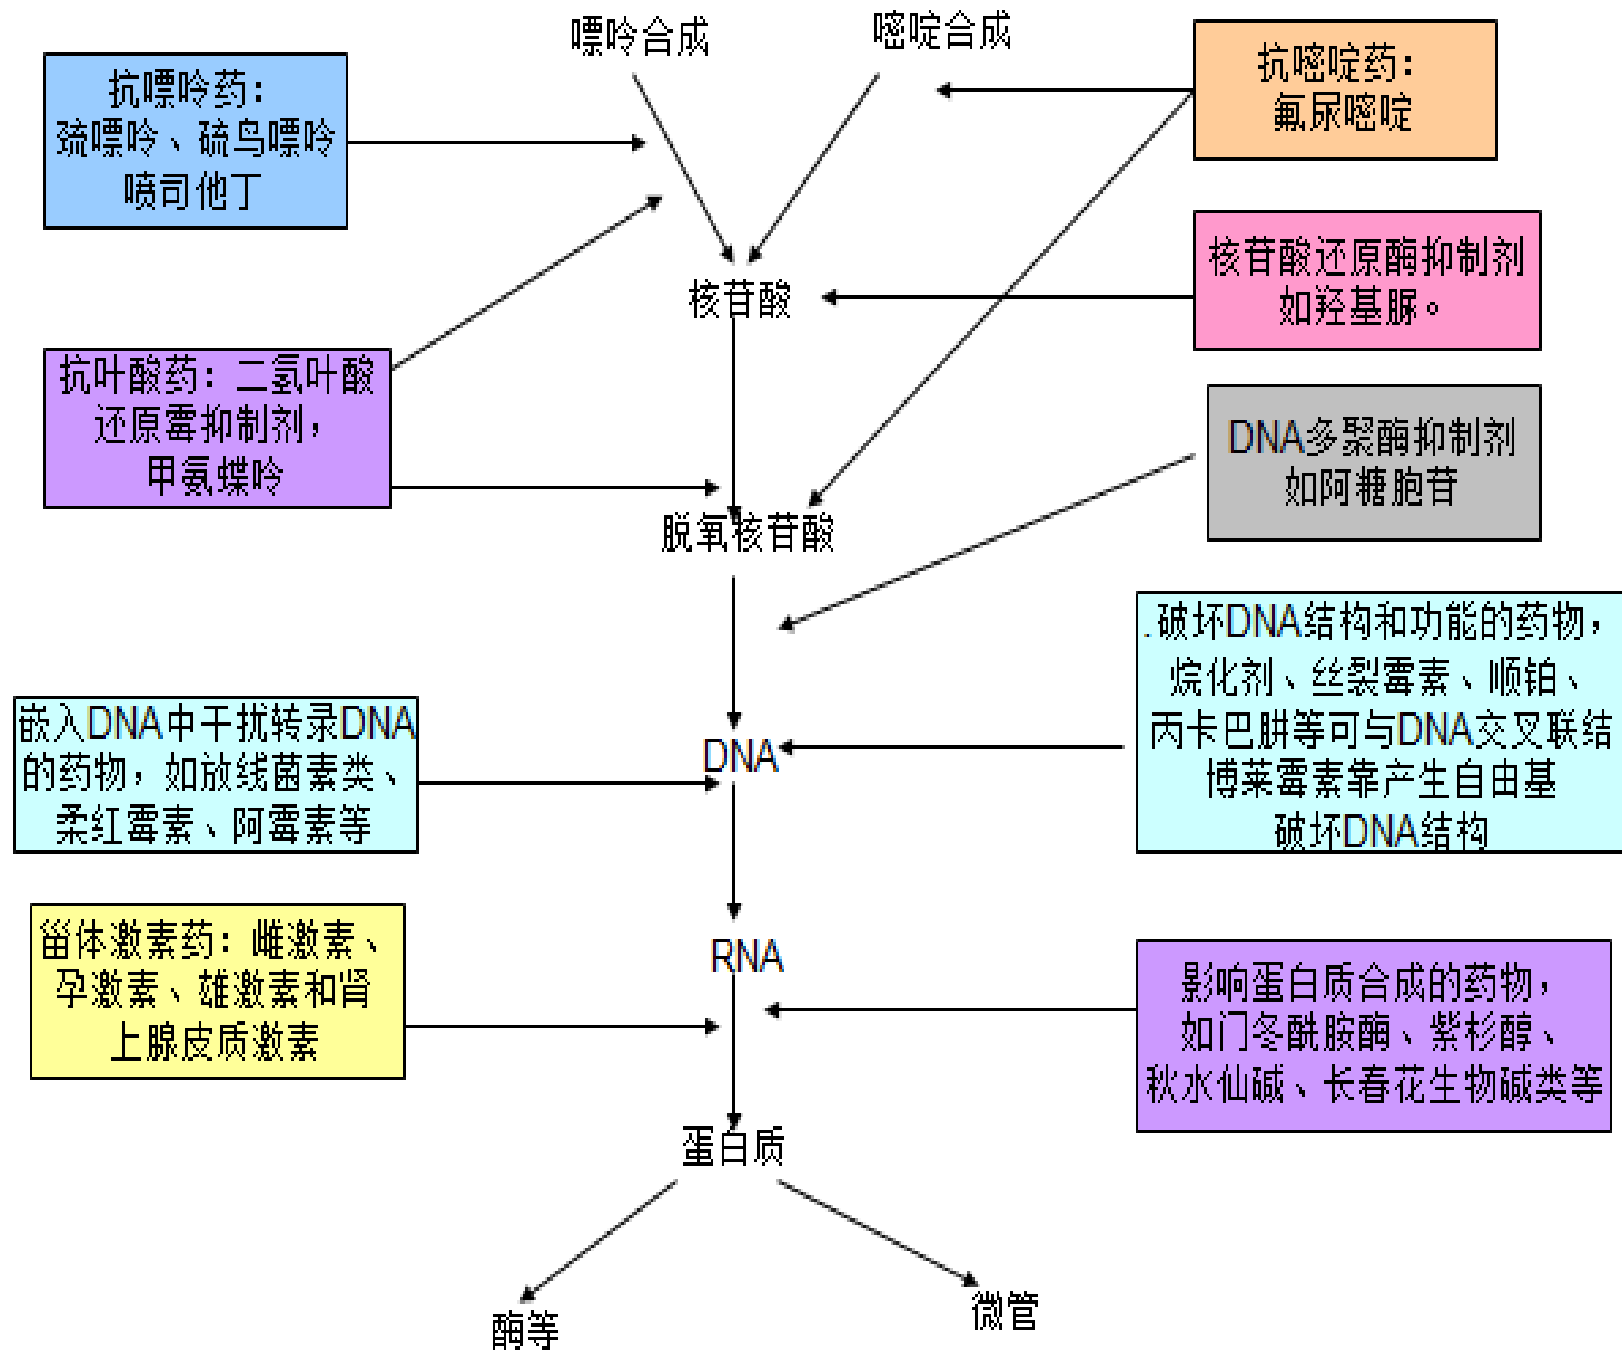 嘌呤合成
嘧啶合成
抗嘌呤药：
巯嘌呤、硫鸟嘌呤
喷司他丁
抗嘧啶药：
氟尿嘧啶
核苷酸还原酶抑制剂
如羟基脲。
核苷酸
抗叶酸药：二氢叶酸
还原霉抑制剂，
甲氨蝶呤
DNA多聚酶抑制剂
如阿糖胞苷
脱氧核苷酸
.破坏DNA结构和功能的药物，
烷化剂、丝裂霉素、顺铂、
丙卡巴肼等可与DNA交叉联结
博莱霉素靠产生自由基
破坏DNA结构
嵌入DNA中干扰转录DNA
的药物，如放线菌素类、
柔红霉素、阿霉素等
DNA
甾体激素药：雌激素、
孕激素、雄激素和肾
上腺皮质激素
RNA
影响蛋白质合成的药物，
如门冬酰胺酶、紫杉醇、
秋水仙碱、长春花生物碱类等
蛋白质
酶等
微管